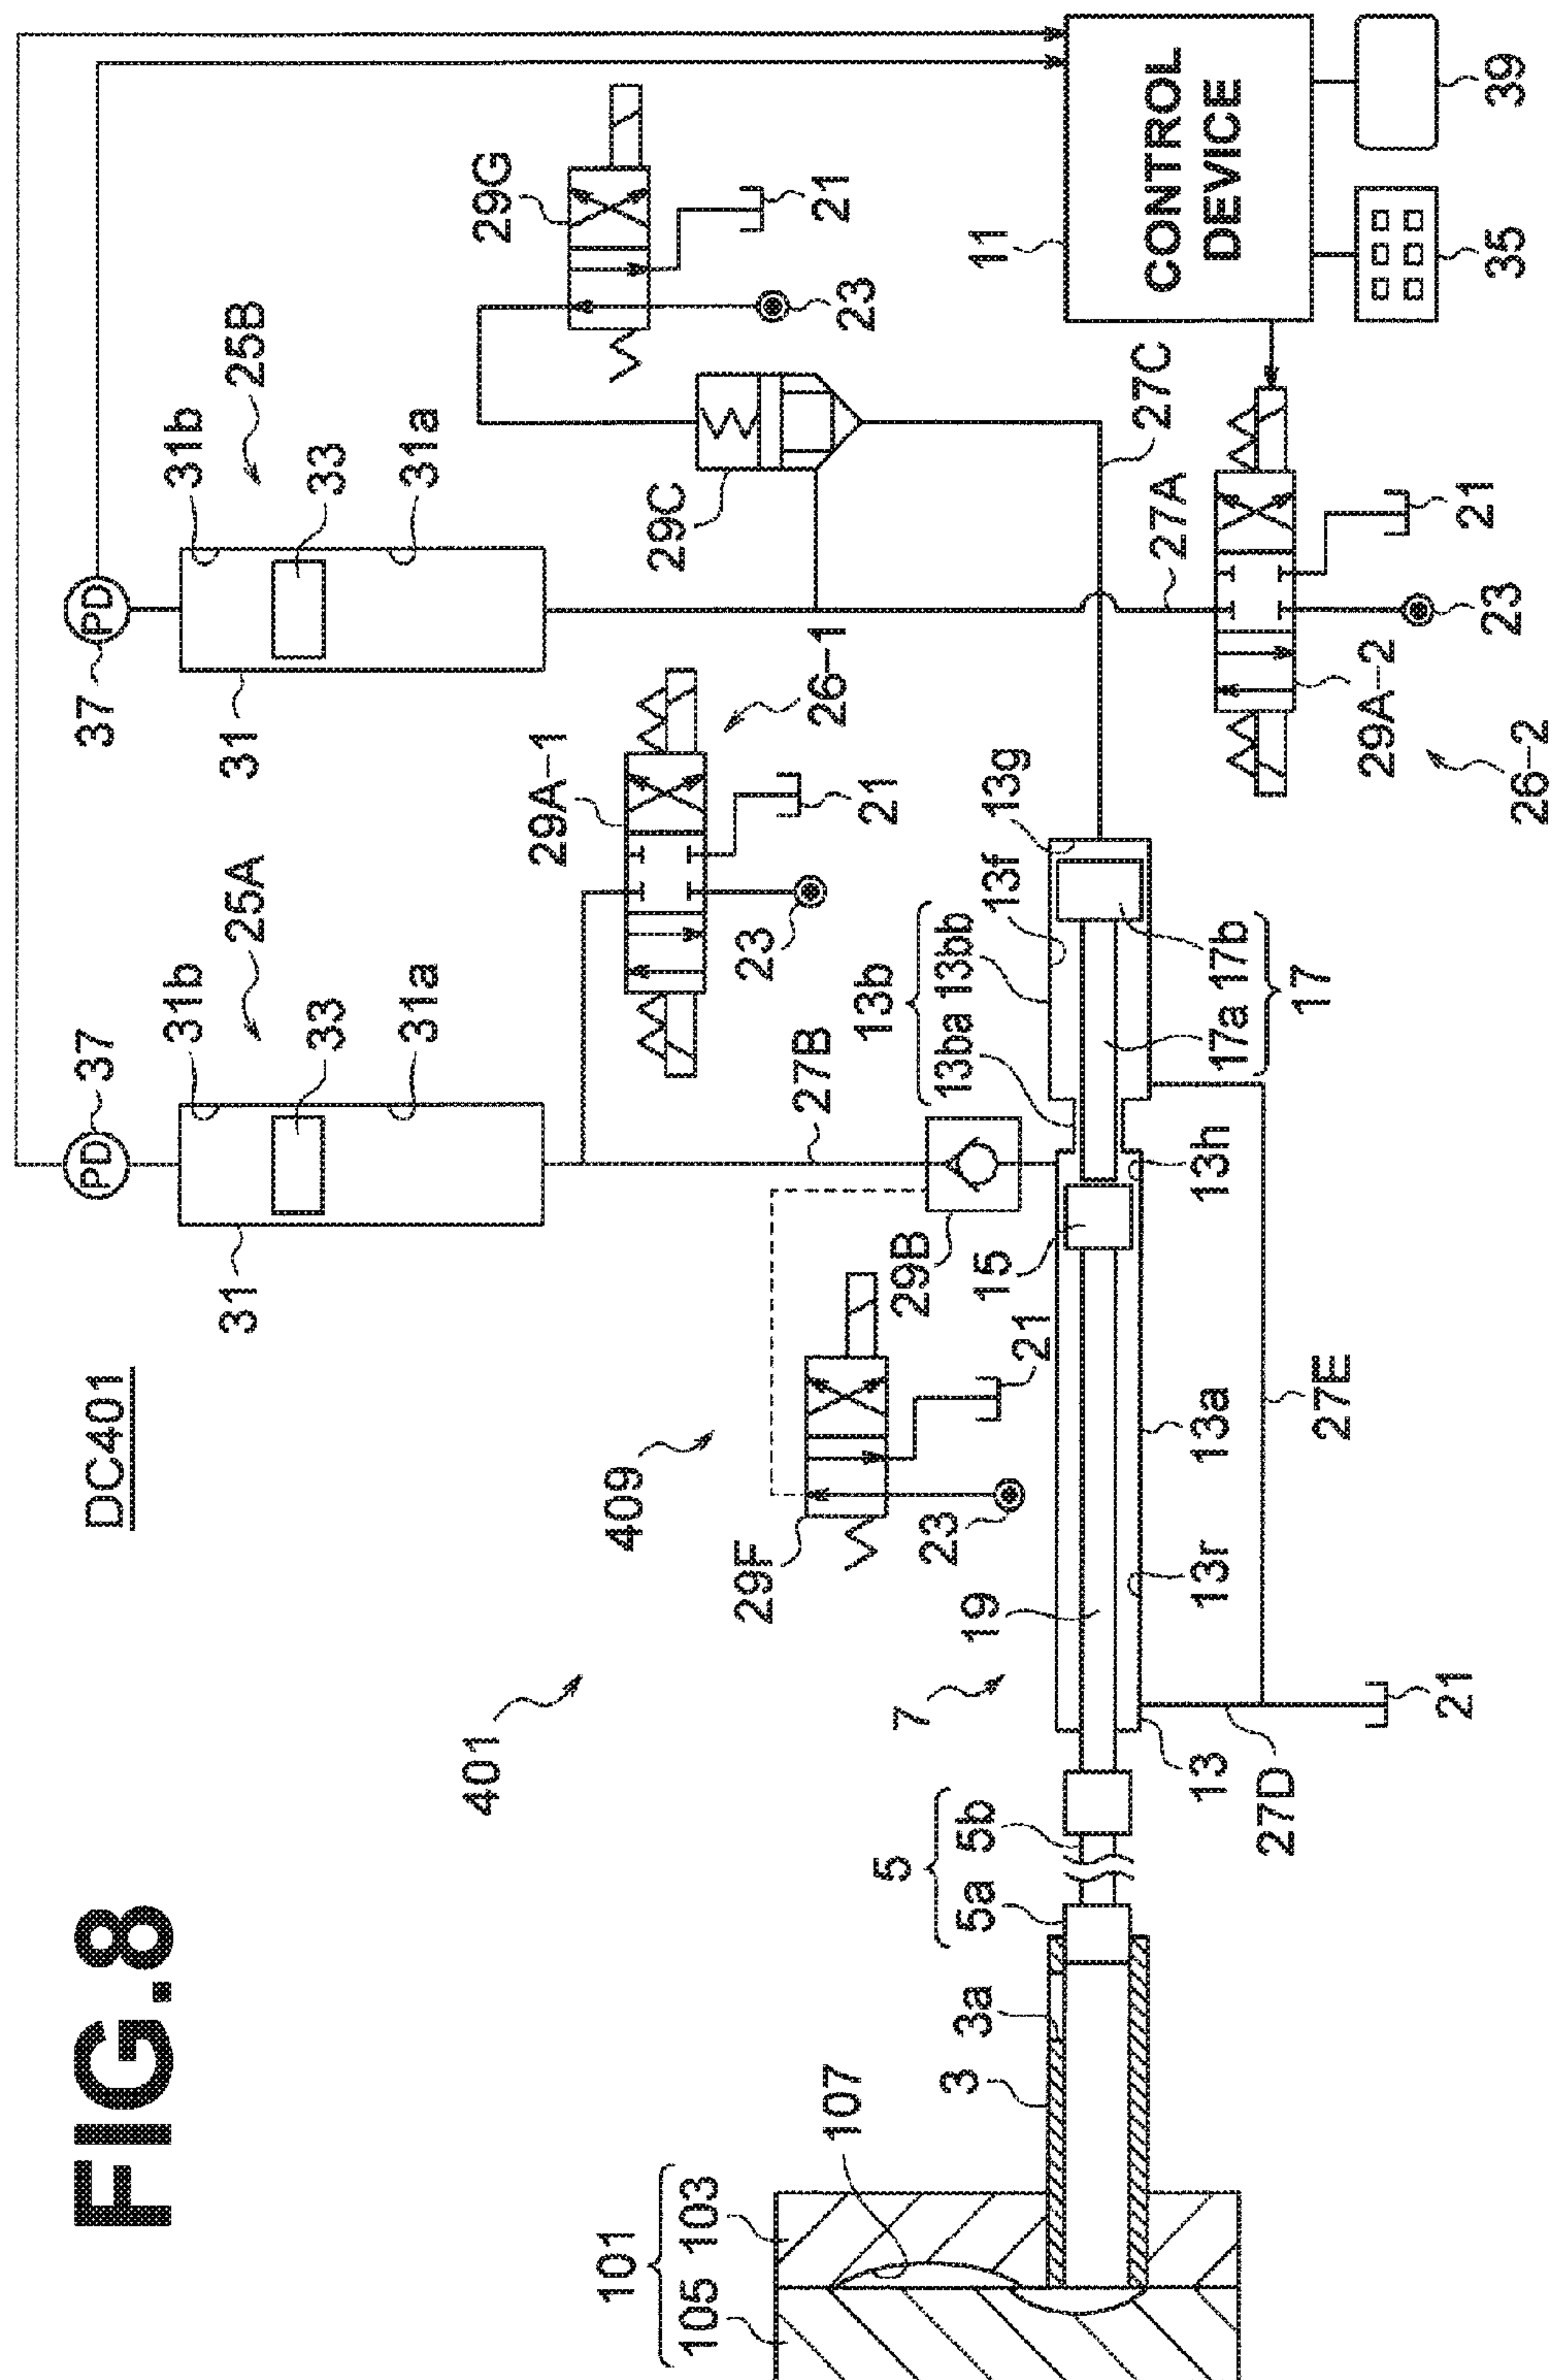 FIG.8
DC401
401
409
25A
25B
37
PD
37
PD
31b
33
31a
31
31b
33
31a
31
29G
21
23
29C
29A-1
26-1
21
23
27B
29B
29F
21
23
11
CONTROL
DEVICE
39
35
27C
27A
21
23
29A-2
26-2
13b
13ba
13bb
13f
13g
17a
17b
17
15
13h
13a
13r
19
7
13
27D
27E
21
5
5a
5b
3a
3
107
101
105
103